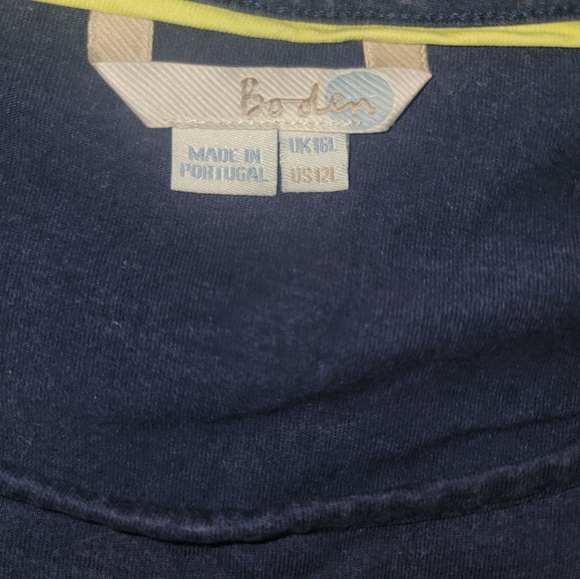 Boden
MADE IN
PORTUGAL
UK16L
US12L